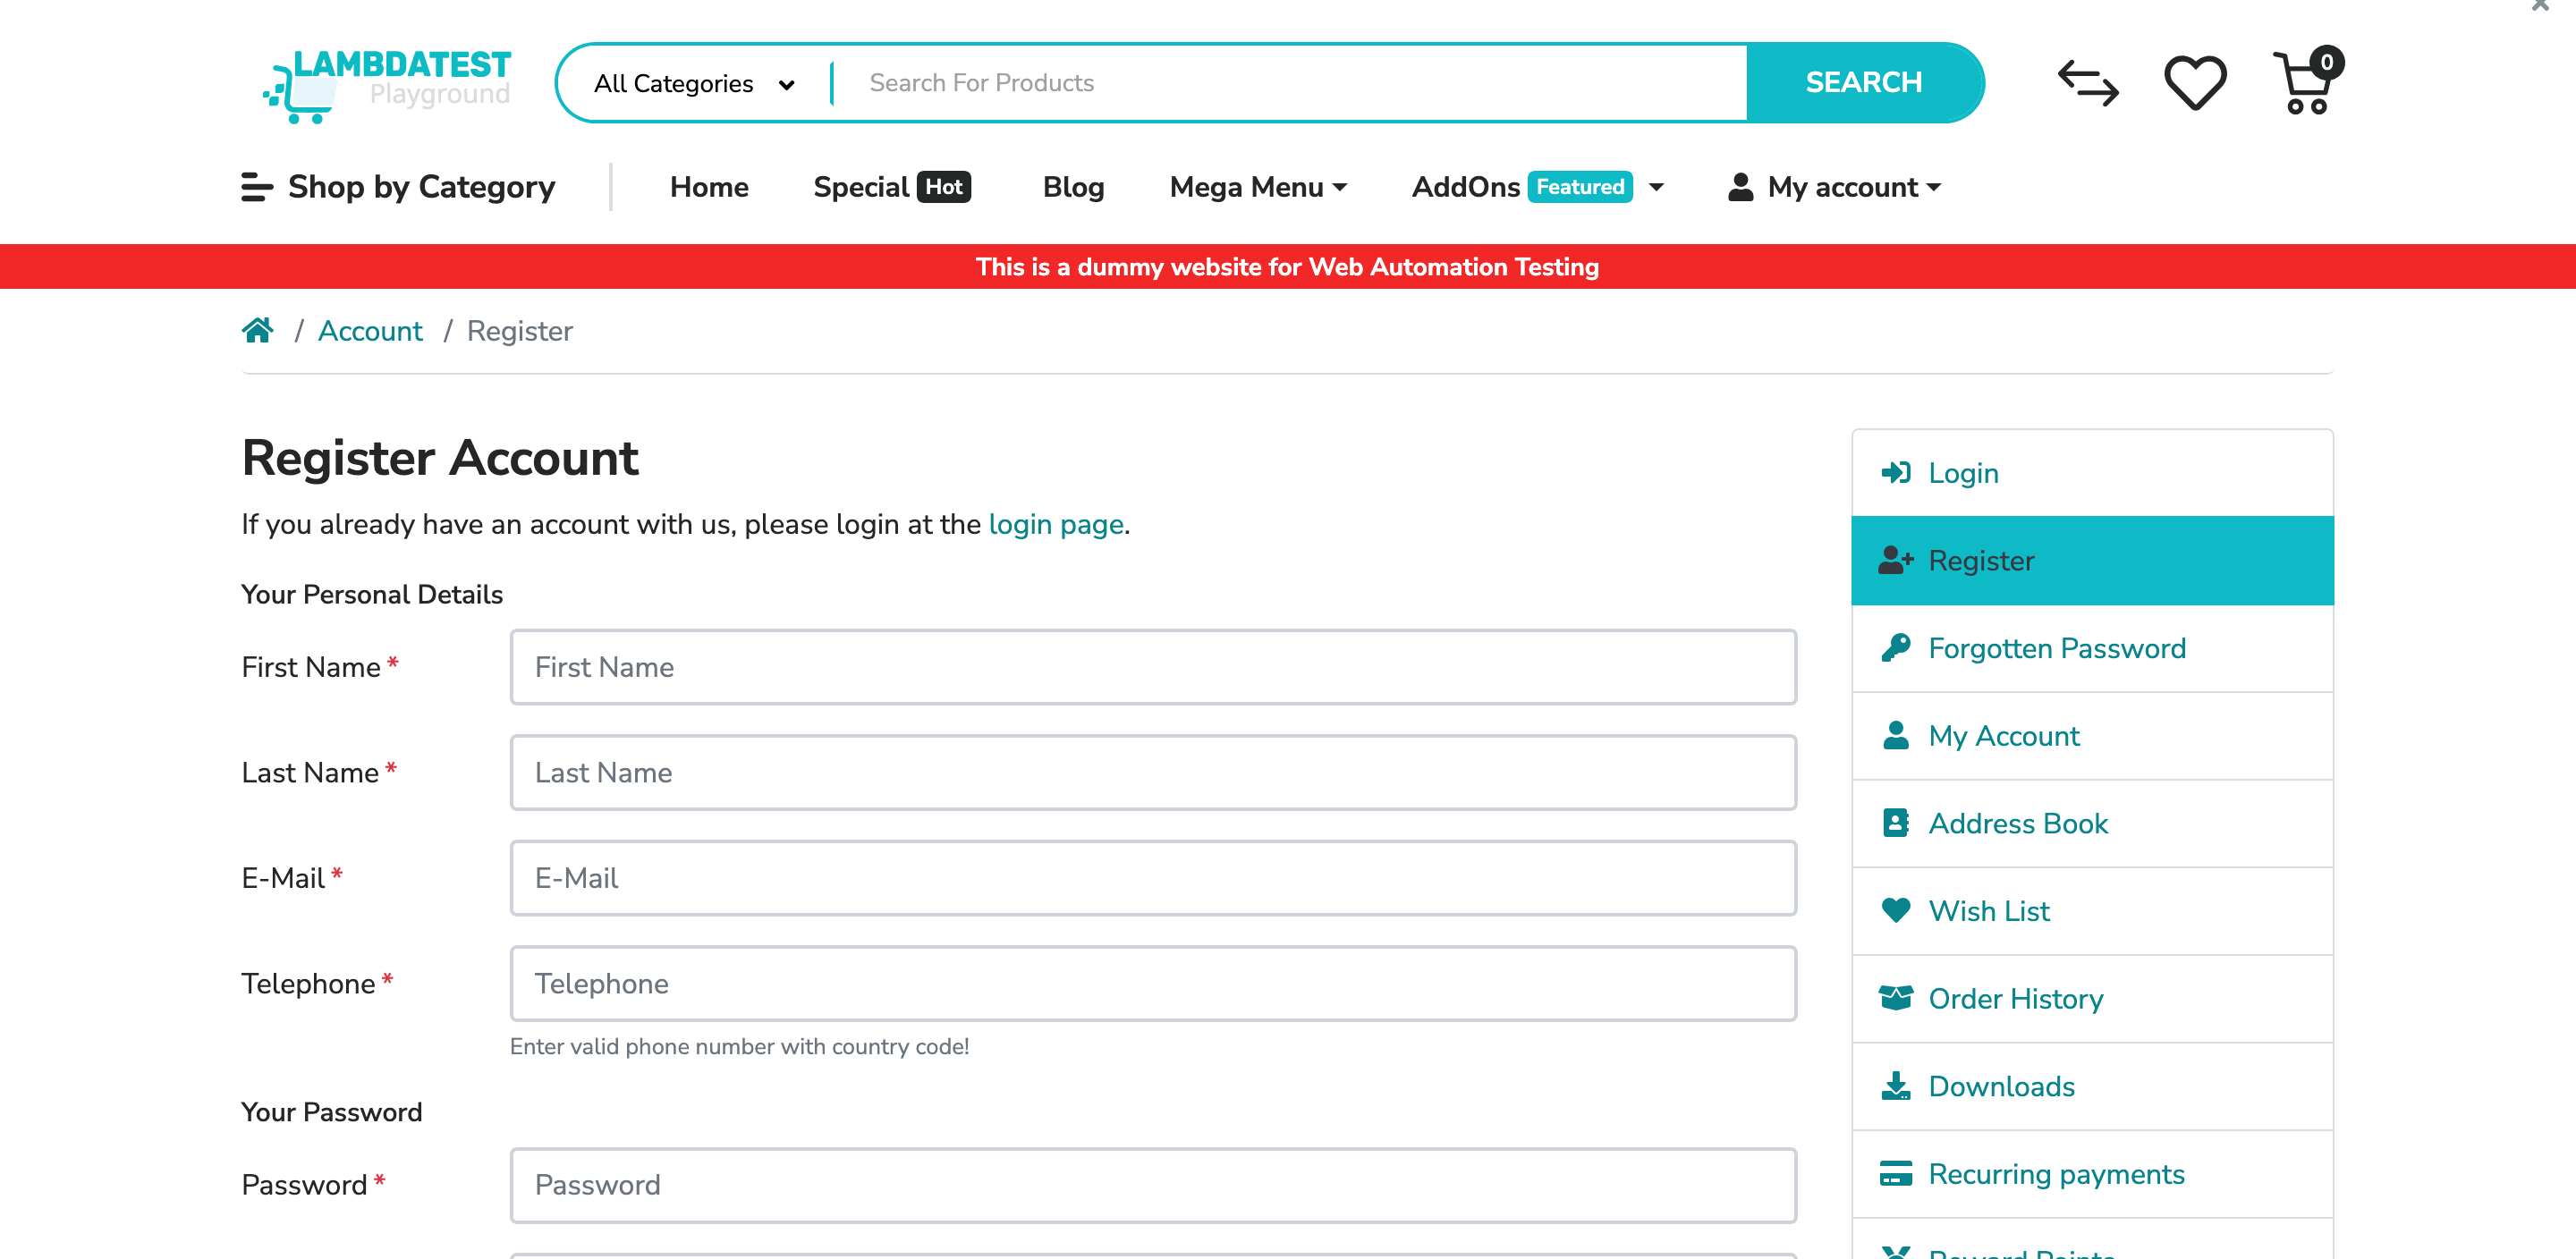 LAMBDATEST
Playground
All Categories
Search For Products
SEARCH
0
Shop by Category
Home
Special Hot
Blog
Mega Menu
AddOns Featured
My account
This is a dummy website for Web Automation Testing
/ Account / Register
Register Account
If you already have an account with us, please login at the login page.
Your Personal Details
First Name *
First Name
Last Name *
Last Name
E-Mail *
E-Mail
Telephone *
Telephone
Enter valid phone number with country code!
Your Password
Password *
Password
Login
Register
Forgotten Password
My Account
Address Book
Wish List
Order History
Downloads
Recurring payments